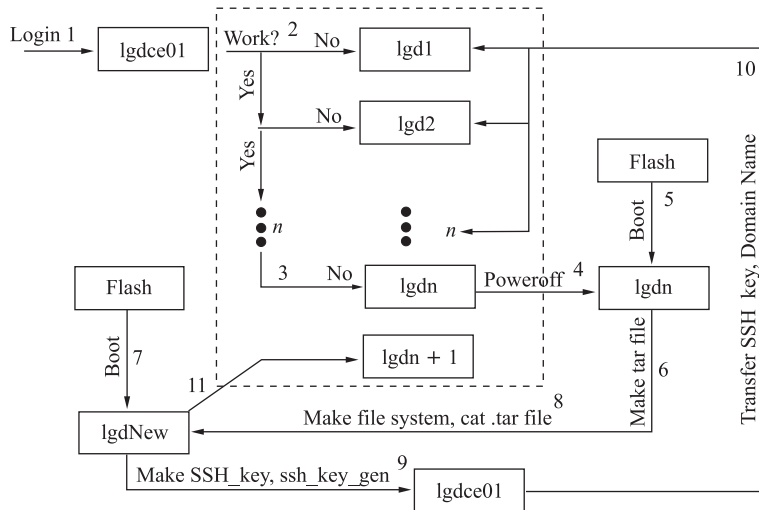 Login 1
lgdce01
Work?
2
No
lgd1
10
Yes
No
lgd2
Yes
Flash
5
Boot
n
n
3
No
lgdn
Poweroff
4
lgdn
Transfer SSH_key, Domain Name
Flash
Boot
7
11
lgdn + 1
Make tar file
6
lgdNew
Make file system, cat .tar file
8
Make SSH_key, ssh_key_gen
9
lgdce01